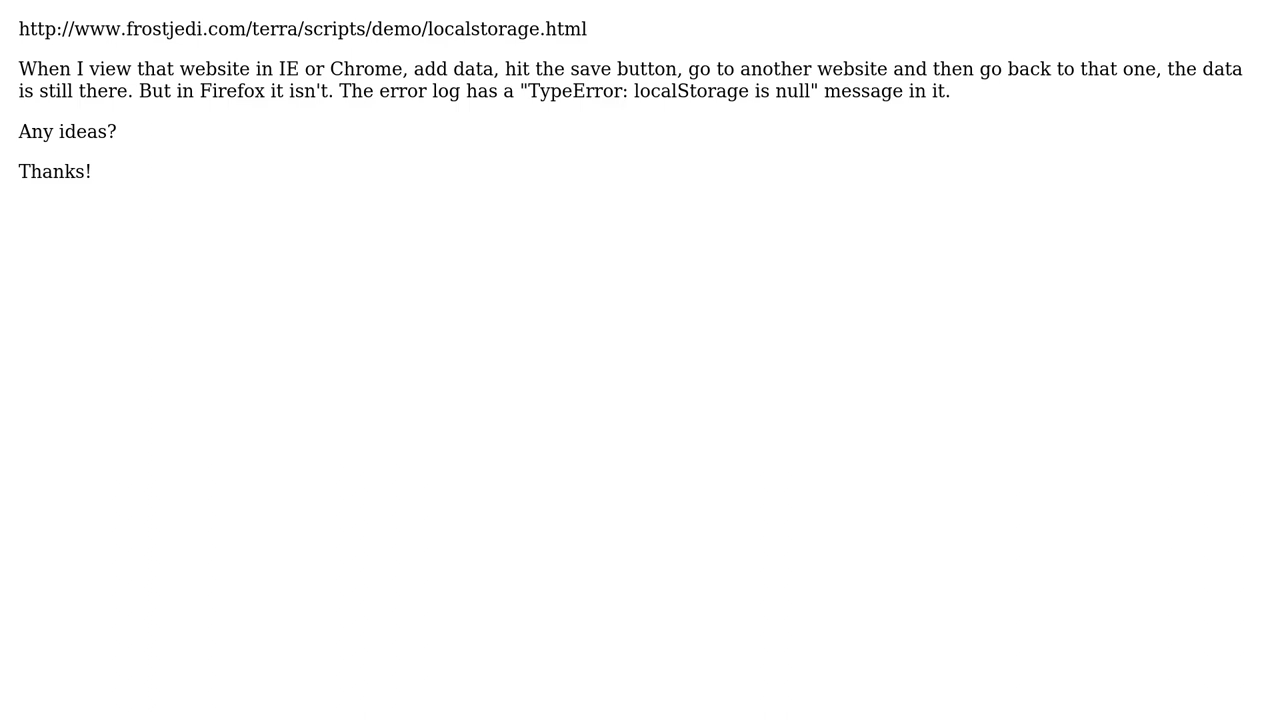 http://www.frostjedi.com/terra/scripts/demo/localstorage.html
When I view that website in IE or Chrome, add data, hit the save button, go to another website and then go back to that one, the data
is still there. But in Firefox it isn't. The error log has a "TypeError: localStorage is null" message in it.
Any ideas?
Thanks!